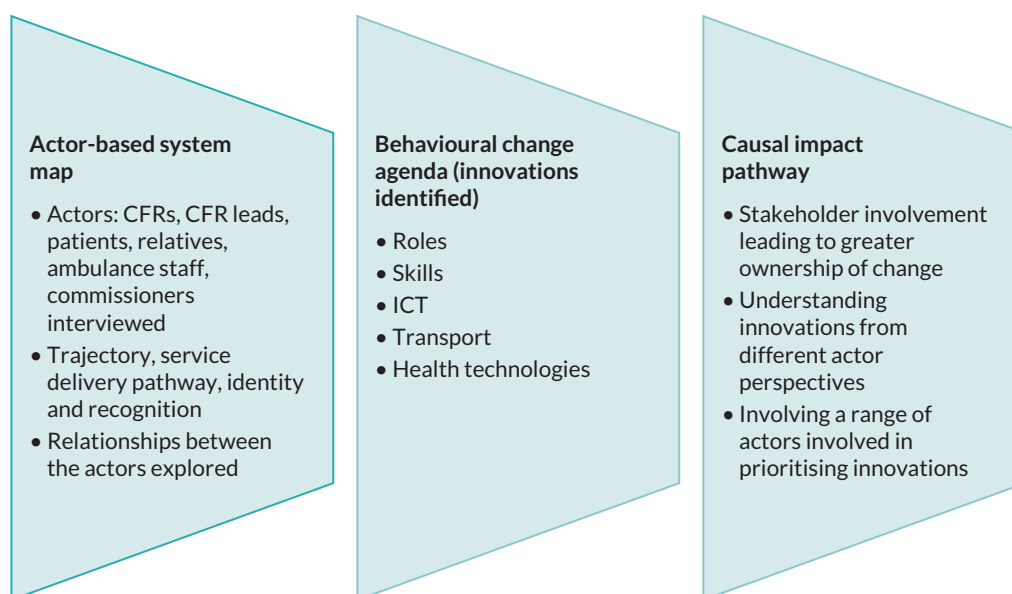 Actor-based system
map
• Actors: CFRs, CFR leads,
patients, relatives,
ambulance staff,
commissioners
interviewed
• Trajectory, service
delivery pathway, identity
and recognition
• Relationships between
the actors explored
Behavioural change
agenda (innovations
identified)
• Roles
• Skills
• ICT
• Transport
• Health technologies
Causal impact
pathway
• Stakeholder involvement
leading to greater
ownership of change
• Understanding
innovations from
different actor
perspectives
• Involving a range of
actors involved in
prioritising innovations